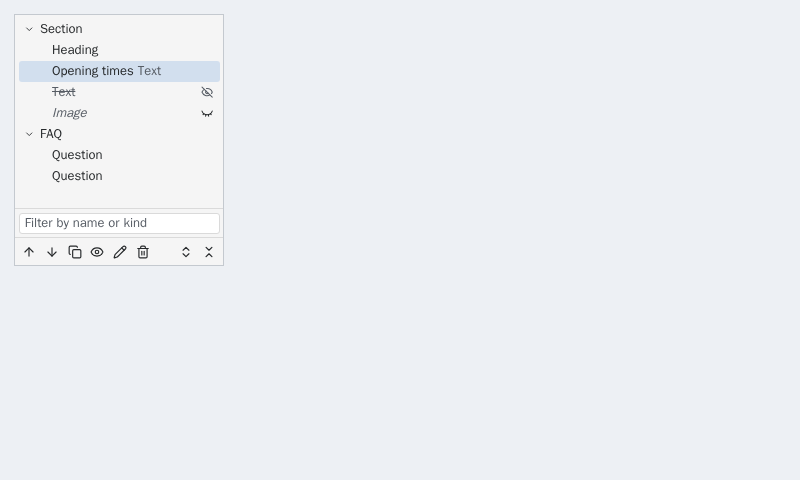 Section
Heading
Opening times Text
Text
Image
FAQ
Question
Question
Filter by name or kind